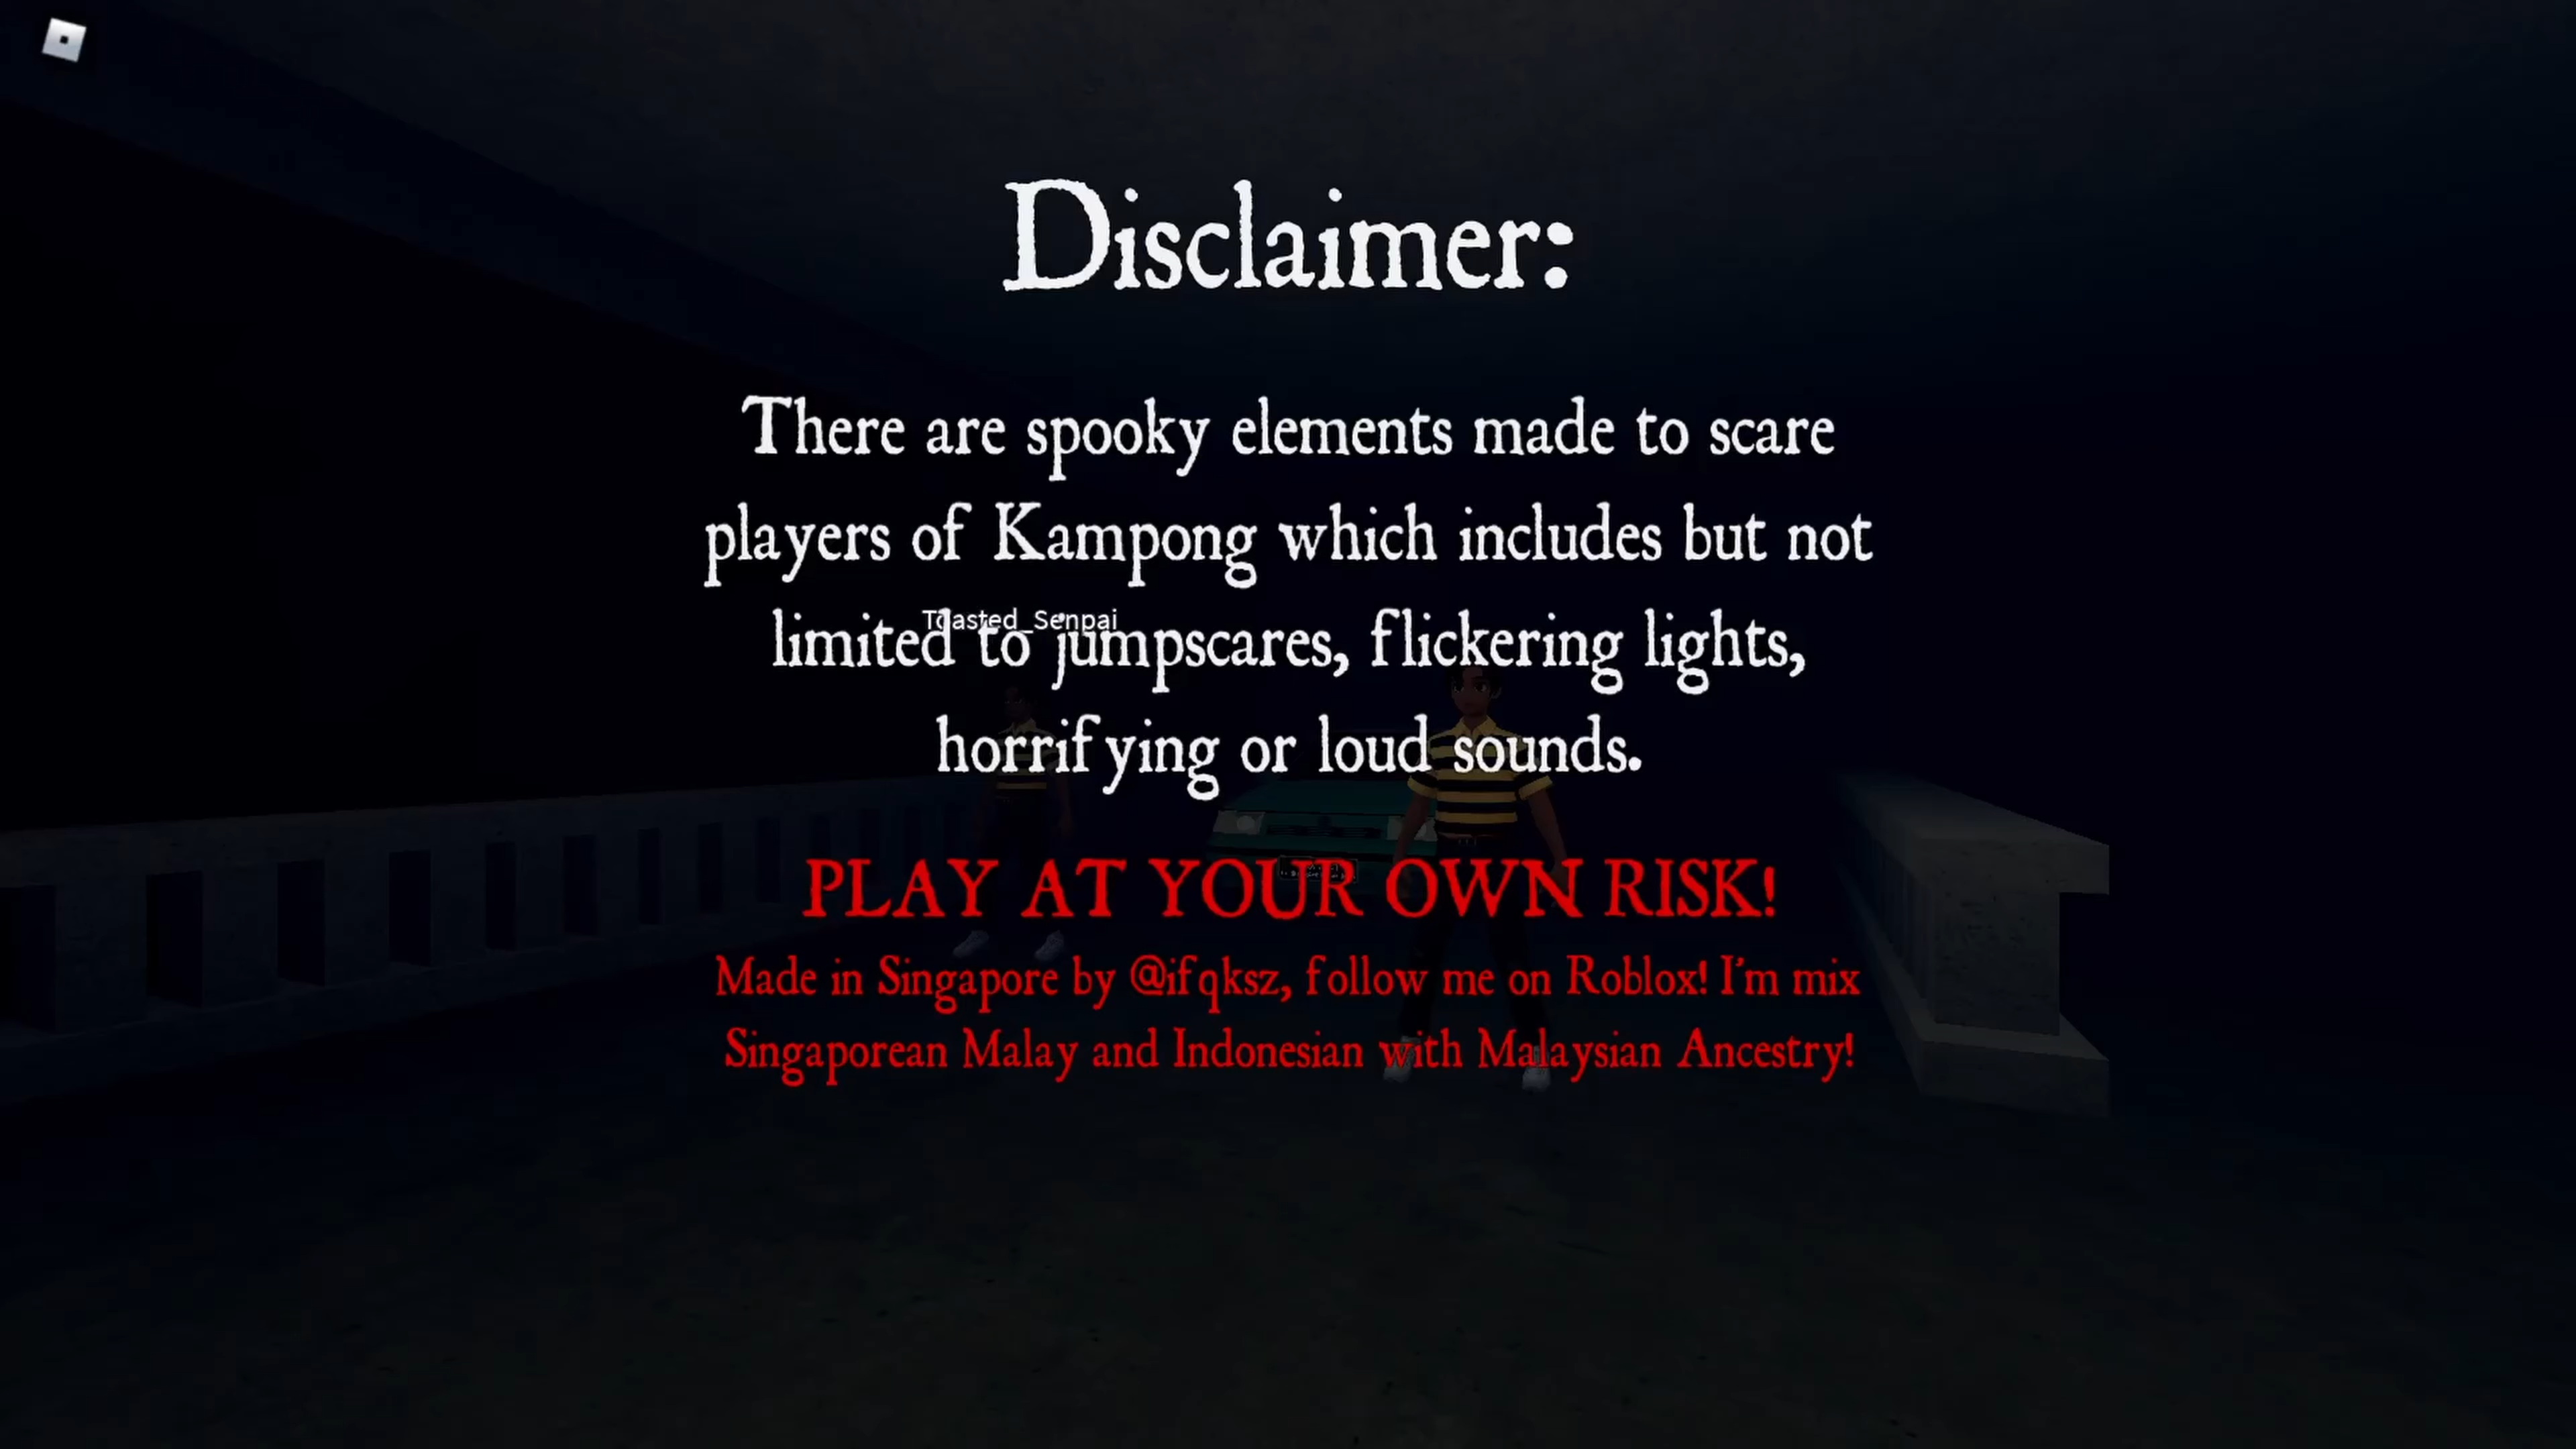 Disclaimer:
There are spooky elements made to scare
players of Kampong which includes but not
Toasted_Senpai
limited to jumpscares, flickering lights,
horrifying or loud sounds.
PLAY AT YOUR OWN RISK!
Made in Singapore by @ifqksz, follow me on Roblox! I'm mix
Singaporean Malay and Indonesian with Malaysian Ancestry!